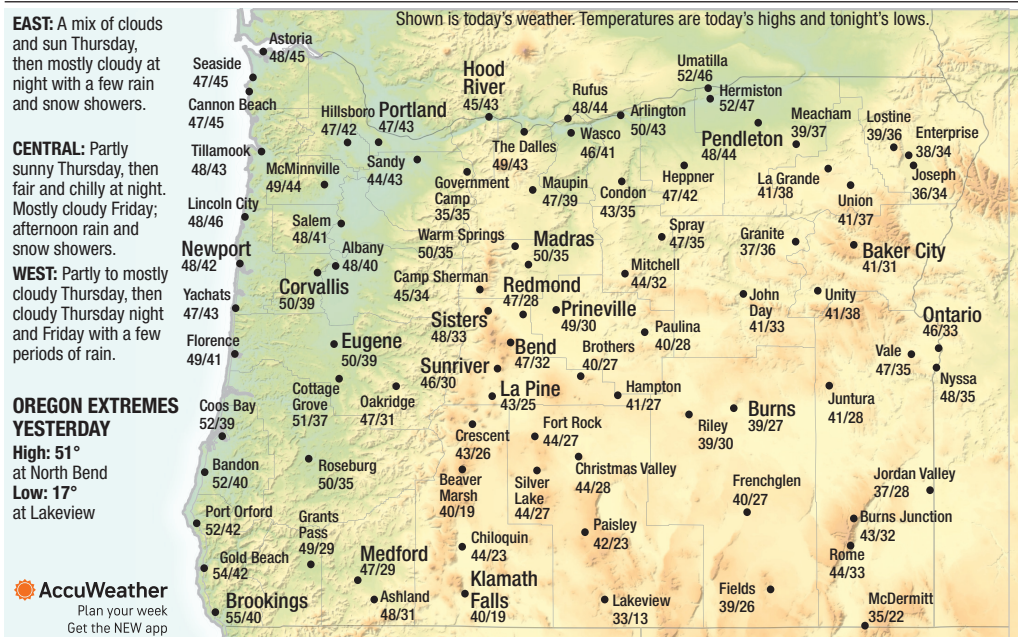 Shown is today's weather. Temperatures are today's highs and tonight's lows.
EAST: A mix of clouds
and sun Thursday,
then mostly cloudy at
night with a few rain
and snow showers.
CENTRAL: Partly
sunny Thursday, then
fair and chilly at night.
Mostly cloudy Friday;
afternoon rain and
snow showers.
WEST: Partly to mostly
cloudy Thursday, then
cloudy Thursday night
and Friday with a few
periods of rain.
OREGON EXTREMES
YESTERDAY
High: 51°
at North Bend
Low: 17°
at Lakeview
AccuWeather
Plan your week
Get the NEW app
Astoria
48/45
Seaside
47/45
Cannon Beach
47/45
Hillsboro
47/42
Portland
47/43
Tillamook
48/43
Sandy
44/43
McMinnville
49/44
Lincoln City
48/46
Salem
48/41
Newport
48/42
Albany
48/40
Corvallis
50/39
Yachats
47/43
Florence
49/41
Eugene
50/39
Cottage
Grove
51/37
Oakridge
47/31
Coos Bay
52/39
Bandon
52/40
Roseburg
50/35
Port Orford
52/42
Grants
Pass
49/29
Gold Beach
54/42
Medford
47/29
Brookings
55/40
Ashland
48/31
Hood
River
45/43
Rufus
48/44
Arlington
50/43
Wasco
46/41
The Dalles
49/43
Government
Camp
35/35
Maupin
47/39
Condon
43/35
Warm Springs
50/35
Madras
50/35
Camp Sherman
45/34
Redmond
47/28
Mitchell
44/32
Prineville
49/30
Sisters
48/33
Paulina
40/28
Bend
47/32
Brothers
40/27
Sunriver
46/30
La Pine
43/25
Hampton
41/27
Crescent
43/26
Fort Rock
44/27
Christmas Valley
44/28
Beaver
Marsh
40/19
Silver
Lake
44/27
Chiloquin
44/23
Paisley
42/23
Klamath
Falls
40/19
Lakeview
33/13
Umatilla
52/46
Hermiston
52/47
Pendleton
48/44
Meacham
39/37
Lostine
39/36
Enterprise
38/34
Joseph
36/34
Heppner
47/42
La Grande
41/38
Union
41/37
Spray
47/35
Granite
37/36
Baker City
41/31
John
Day
41/33
Unity
41/38
Ontario
46/33
Vale
47/35
Nyssa
48/35
Juntura
41/28
Burns
39/27
Riley
39/30
Frenchglen
40/27
Jordan Valley
37/28
Burns Junction
43/32
Rome
44/33
Fields
39/26
McDermitt
35/22